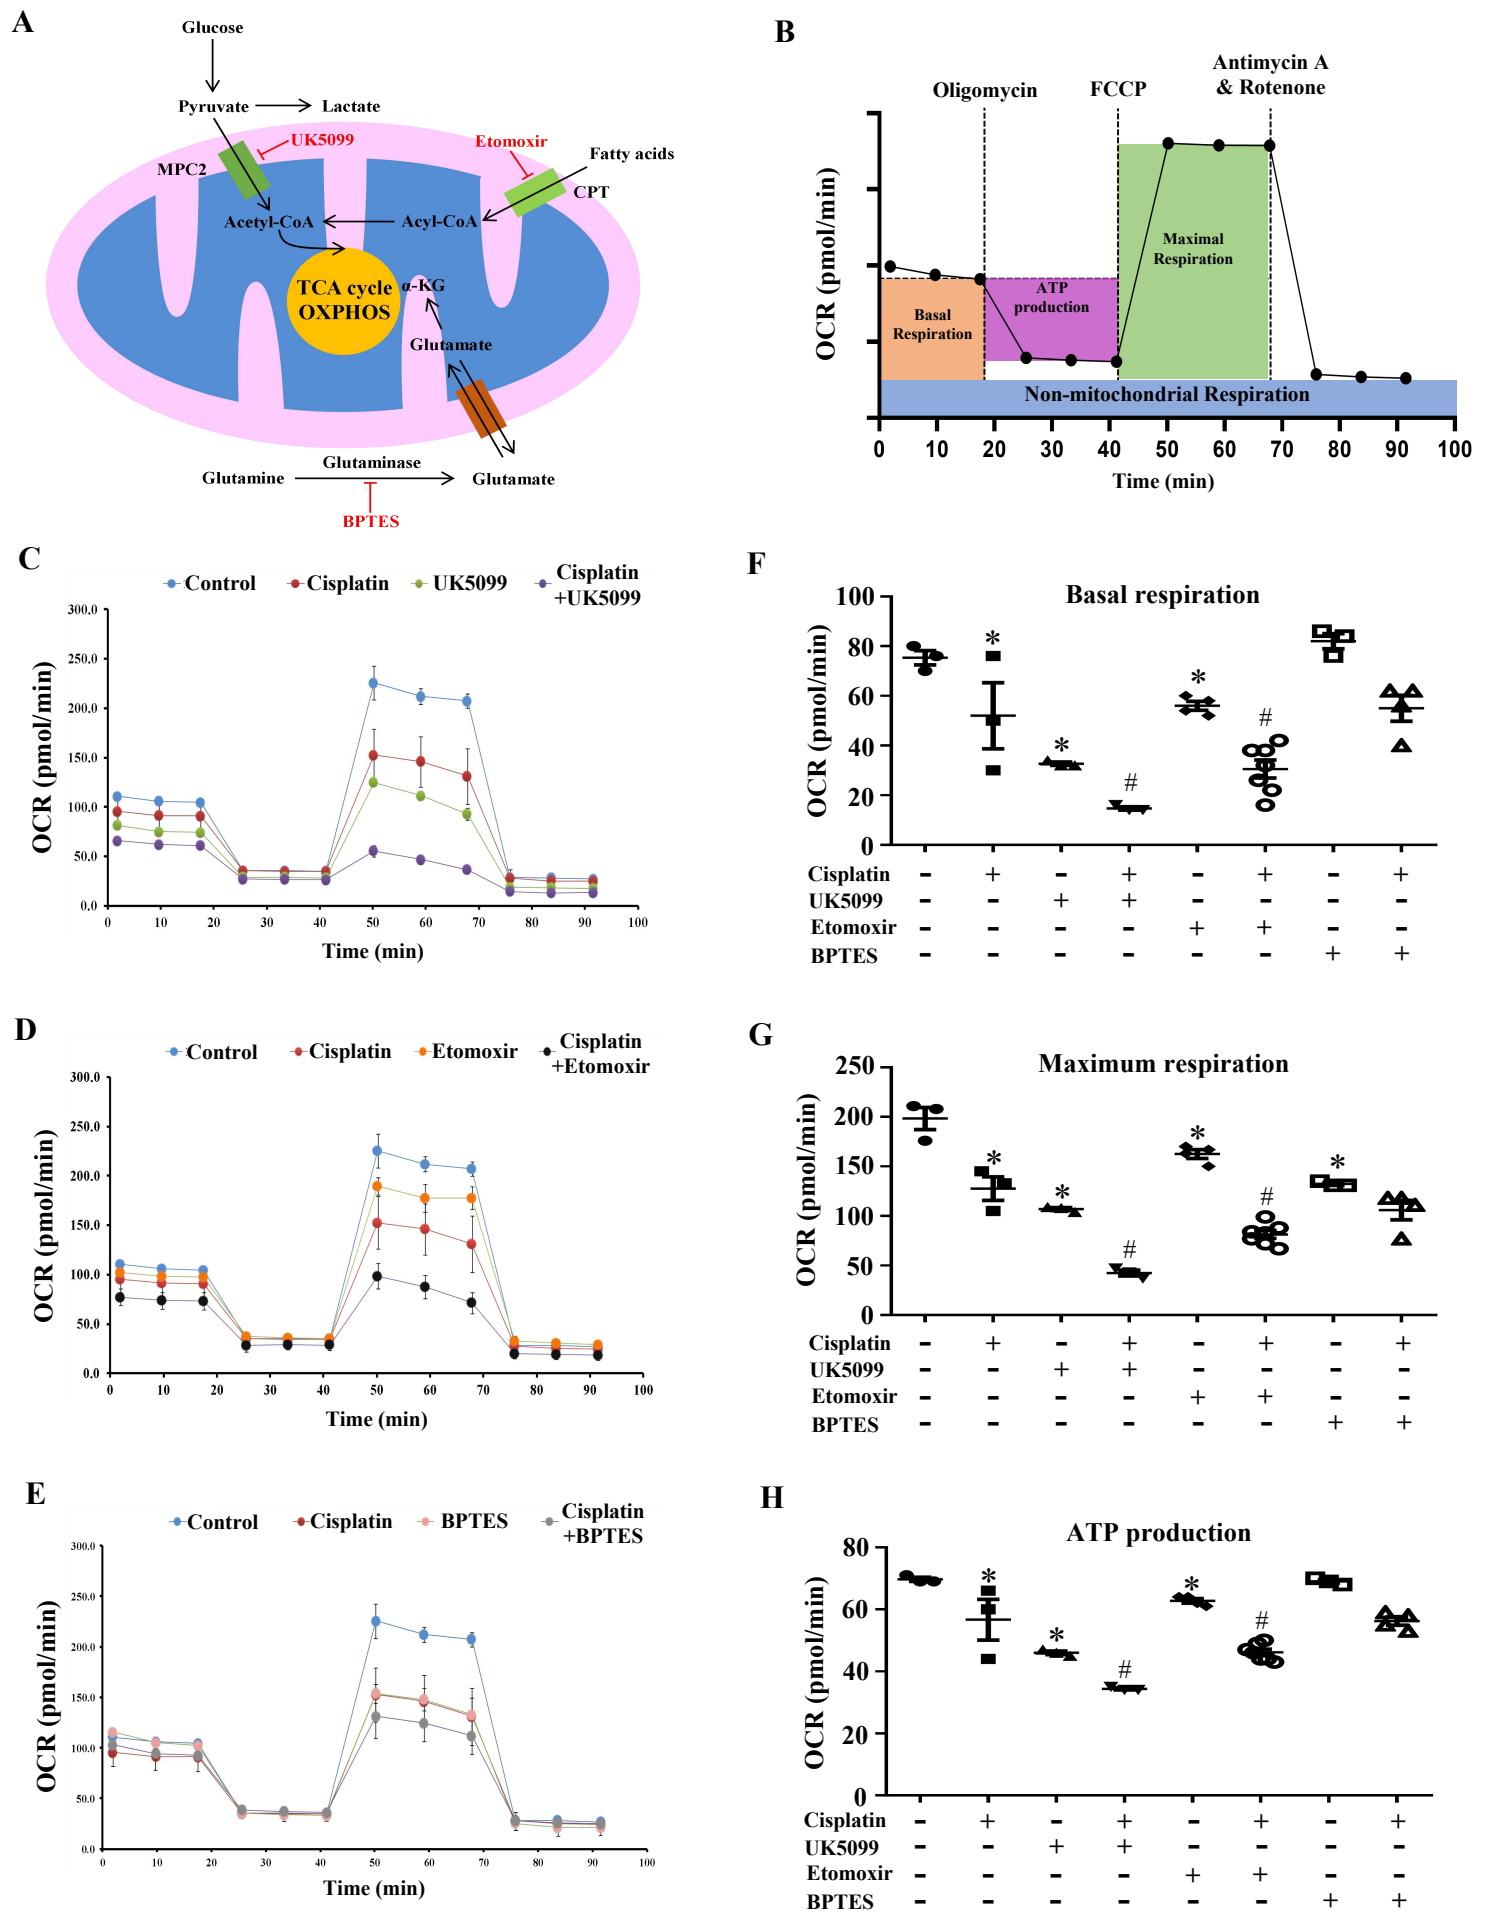 A
Glucose
Pyruvate
Lactate
UK5099
Etomoxir
MPC2
Fatty acids
CPT
Acetyl-CoA
Acyl-CoA
TCA cycle
OXPHOS
α-KG
Glutamate
Glutaminase
Glutamine
Glutamate
BPTES
B
Oligomycin
FCCP
Antimycin A
& Rotenone
OCR (pmol/min)
Basal
Respiration
ATP
production
Maximal
Respiration
Non-mitochondrial Respiration
0 10 20 30 40 50 60 70 80 90 100
Time (min)
C
Control
Cisplatin
UK5099
Cisplatin
+UK5099
OCR (pmol/min)
300.0
250.0
200.0
150.0
100.0
50.0
0.0
0 10 20 30 40 50 60 70 80 90 100
Time (min)
D
Control
Cisplatin
Etomoxir
Cisplatin
+Etomoxir
OCR (pmol/min)
300.0
250.0
200.0
150.0
100.0
50.0
0.0
0 10 20 30 40 50 60 70 80 90 100
Time (min)
E
Control
Cisplatin
BPTES
Cisplatin
+BPTES
OCR (pmol/min)
300.0
250.0
200.0
150.0
100.0
50.0
0.0
0 10 20 30 40 50 60 70 80 90 100
Time (min)
F
Basal respiration
OCR (pmol/min)
100
80
60
40
20
0
* * # * #
Cisplatin - + - + - + - +
UK5099 - - + + - - - -
Etomoxir - - - - + + - -
BPTES - - - - - - + +
G
Maximum respiration
OCR (pmol/min)
250
200
150
100
50
0
* * # * # *
Cisplatin - + - + - + - +
UK5099 - - + + - - - -
Etomoxir - - - - + + - -
BPTES - - - - - - + +
H
ATP production
OCR (pmol/min)
80
60
40
20
0
* * # * #
Cisplatin - + - + - + - +
UK5099 - - + + - - - -
Etomoxir - - - - + + - -
BPTES - - - - - - + +